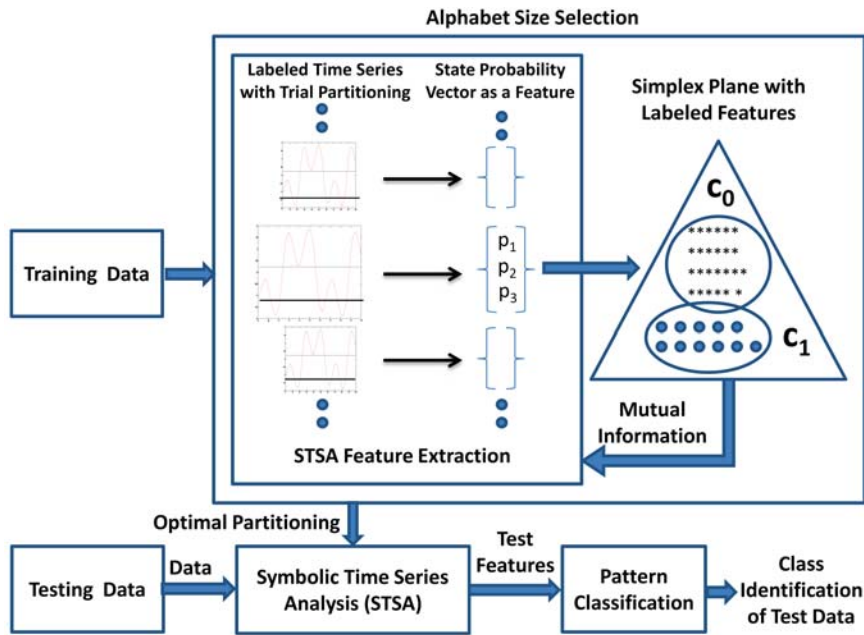 Alphabet Size Selection
Labeled Time Series
with Trial Partitioning
State Probability
Vector as a Feature
Simplex Plane with
Labeled Features
c0
******
******
*******
***** *
c1
p1
p2
p3
Training Data
Mutual
Information
STSA Feature Extraction
Optimal Partitioning
Testing Data
Data
Symbolic Time Series
Analysis (STSA)
Test
Features
Pattern
Classification
Class
Identification
of Test Data